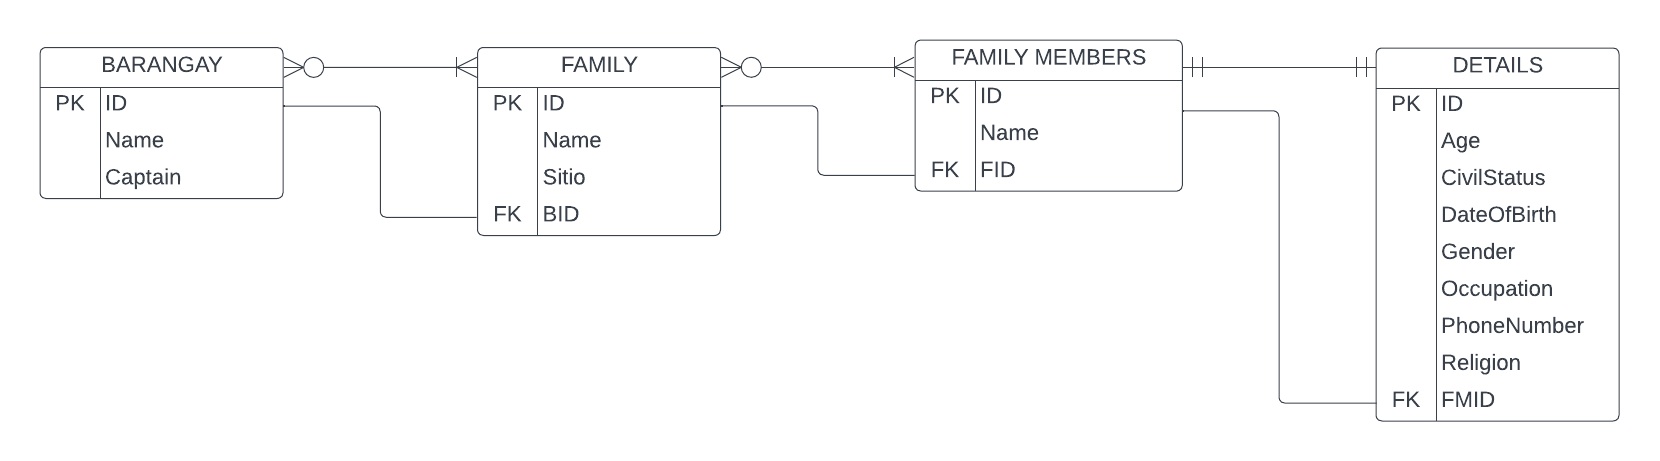 BARANGAY
PK ID
Name
Captain
FAMILY
PK ID
Name
Sitio
FK BID
FAMILY MEMBERS
PK ID
Name
FK FID
DETAILS
PK ID
Age
CivilStatus
DateOfBirth
Gender
Occupation
PhoneNumber
Religion
FK FMID